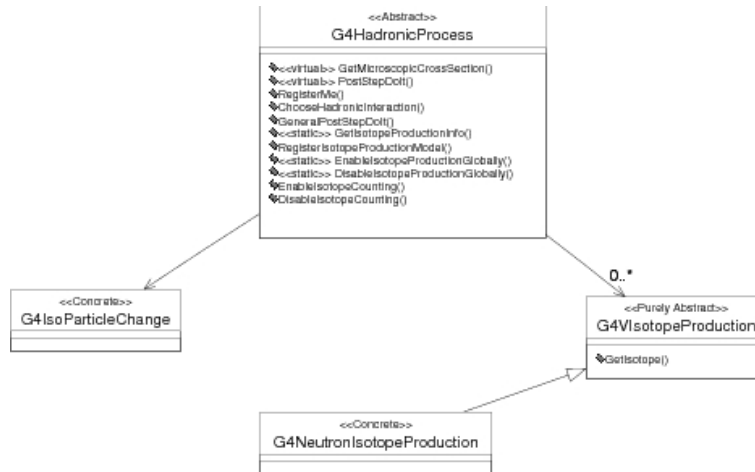 <<Abstract>>
G4HadronicProcess
<<virtual>> GetMicroscopicCrossSection()
<<virtual>> PostStepDoIt()
RegisterMe()
ChooseHadronicInteraction()
GeneralPostStepDoIt()
<<static>> GetIsotopeProductionInfo()
RegisterIsotopeProductionModel()
<<static>> EnableIsotopeProductionGlobally()
<<static>> DisableIsotopeProductionGlobally()
EnableIsotopeCounting()
DisableIsotopeCounting()
0..*
<<Concrete>>
G4IsoParticleChange
<<Purely Abstract>>
G4VIsotopeProduction
GetIsotope()
<<Concrete>>
G4NeutronIsotopeProduction